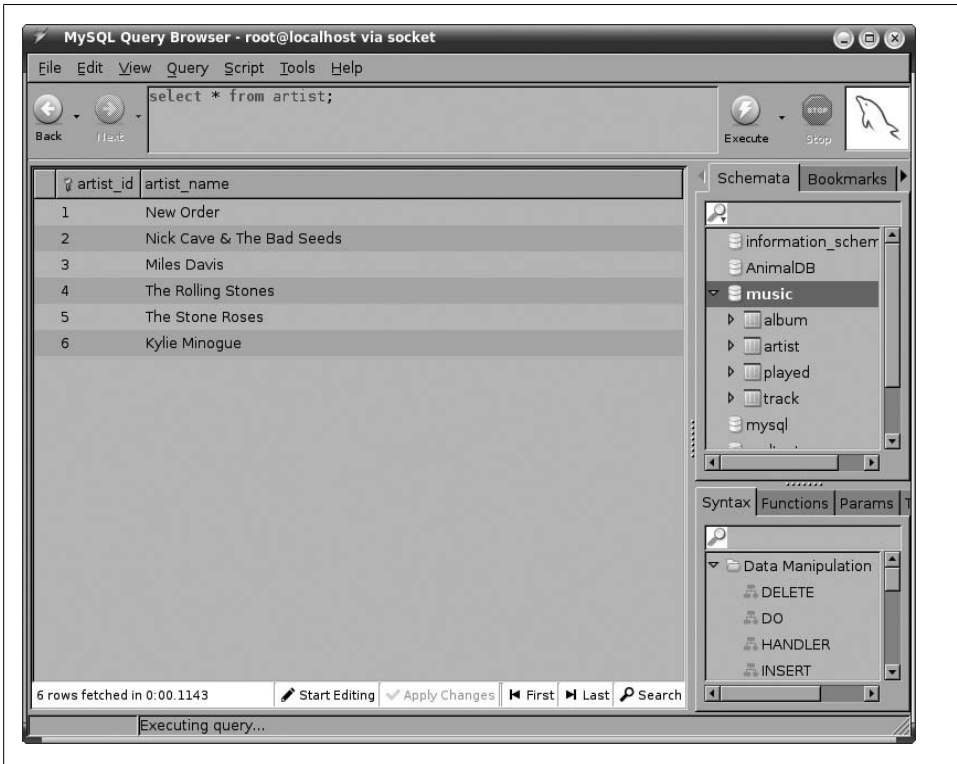 MySQL Query Browser - root@localhost via socket
File Edit View Query Script Tools Help
select * from artist;
Back Next Execute Stop
artist_id artist_name
1 New Order
2 Nick Cave & The Bad Seeds
3 Miles Davis
4 The Rolling Stones
5 The Stone Roses
6 Kylie Minogue
6 rows fetched in 0:00.1143 Start Editing Apply Changes First Last Search
Executing query...
Schemata Bookmarks
information_schem
AnimalDB
music
album
artist
played
track
mysql
Syntax Functions Params T
Data Manipulation
DELETE
DO
HANDLER
INSERT